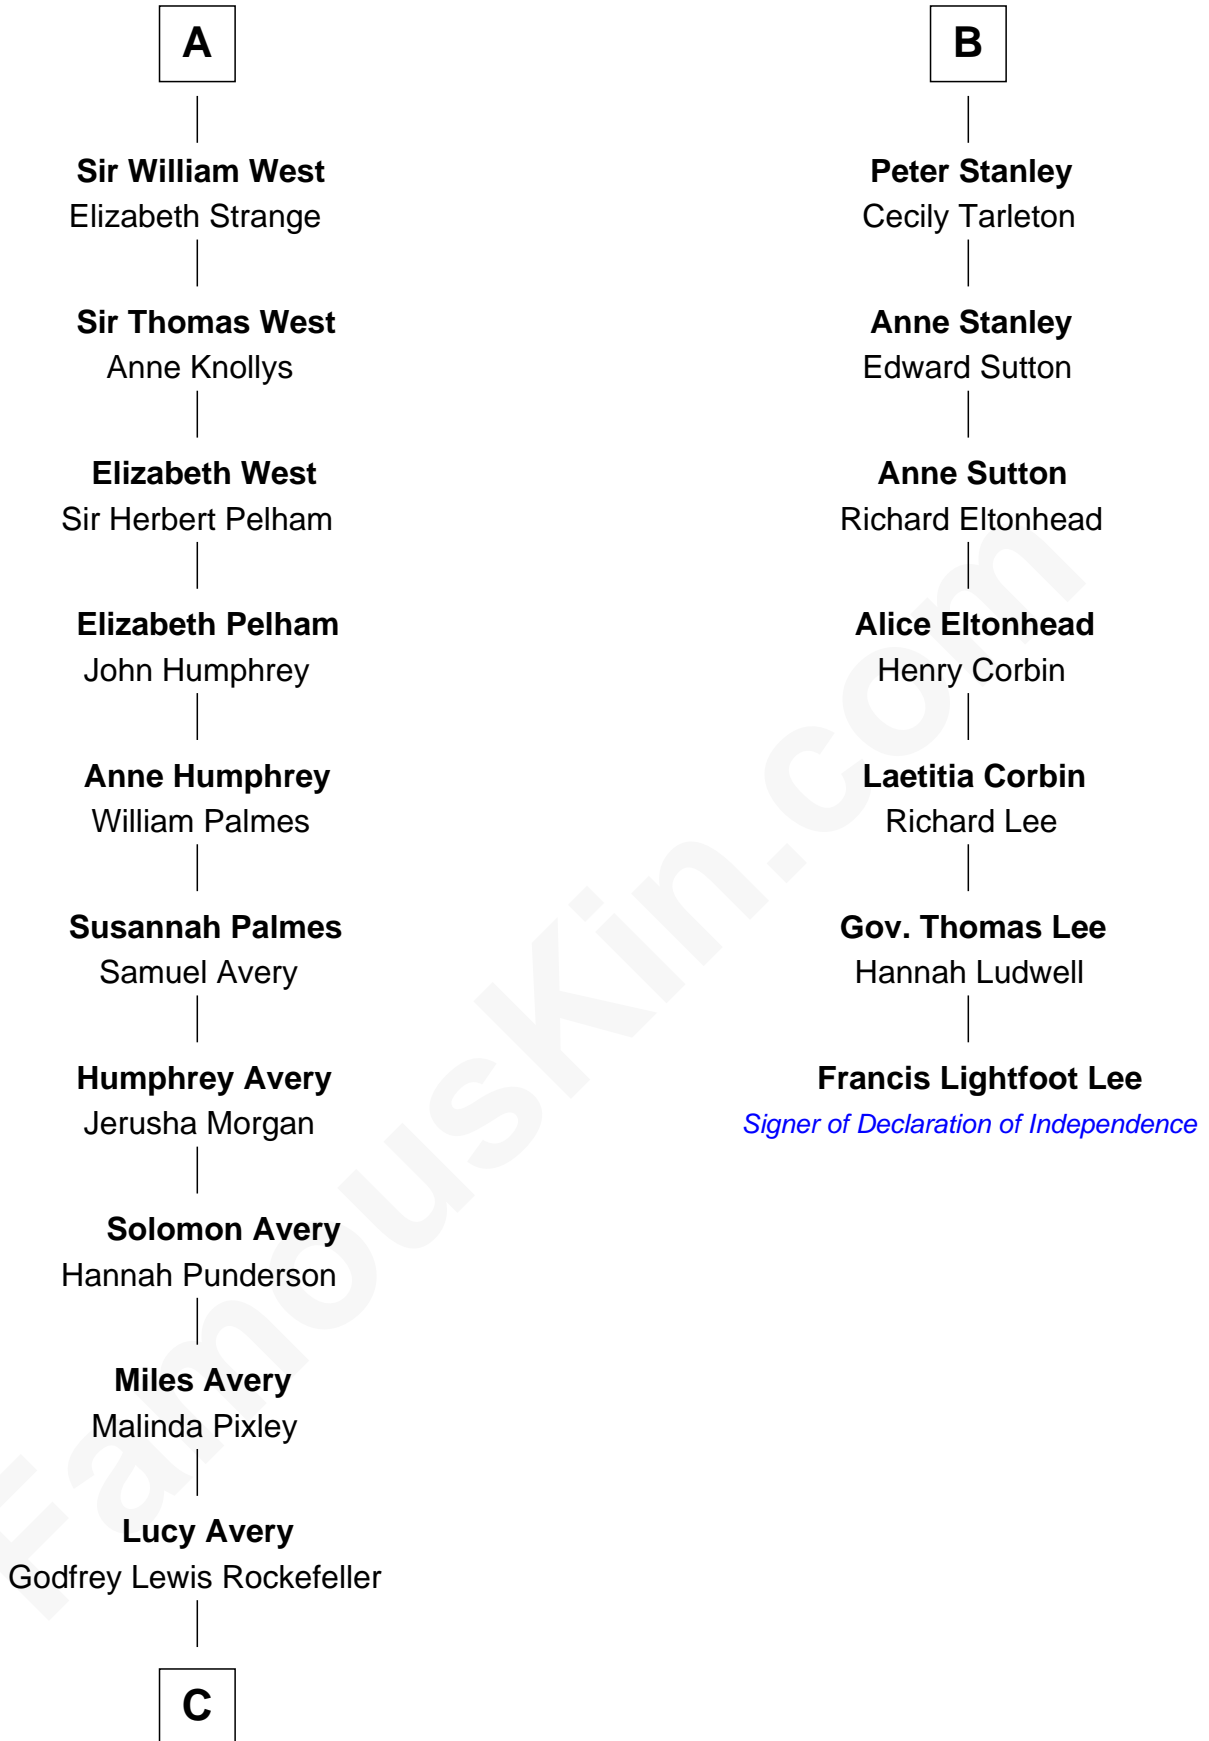 A
Sir William West
Elizabeth Strange
Sir Thomas West
Anne Knollys
Elizabeth West
Sir Herbert Pelham
Elizabeth Pelham
John Humphrey
Anne Humphrey
William Palmes
Susannah Palmes
Samuel Avery
Humphrey Avery
Jerusha Morgan
Solomon Avery
Hannah Punderson
Miles Avery
Malinda Pixley
Lucy Avery
Godfrey Lewis Rockefeller
C
B
Peter Stanley
Cecily Tarleton
Anne Stanley
Edward Sutton
Anne Sutton
Richard Eltonhead
Alice Eltonhead
Henry Corbin
Laetitia Corbin
Richard Lee
Gov. Thomas Lee
Hannah Ludwell
Francis Lightfoot Lee
Signer of Declaration of Independence
FamousKin.com